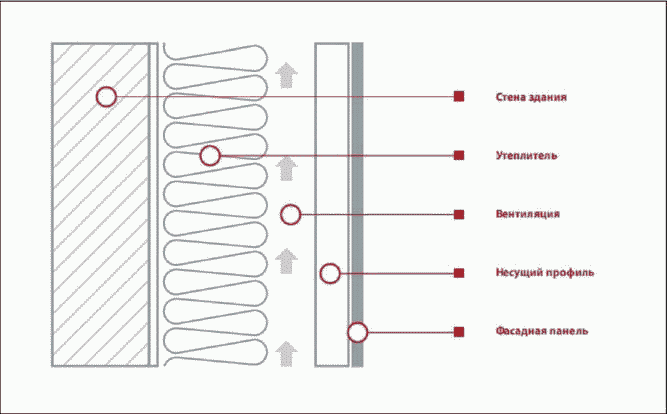 Стена здания
Утеплитель
Вентиляция
Несущий профиль
Фасадная панель